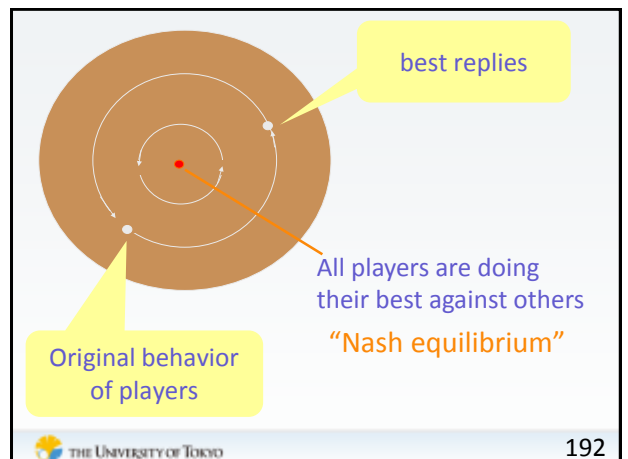 best replies
All players are doing
their best against others
“Nash equilibrium”
Original behavior
of players
THE UNIVERSITY OF TOKYO
192